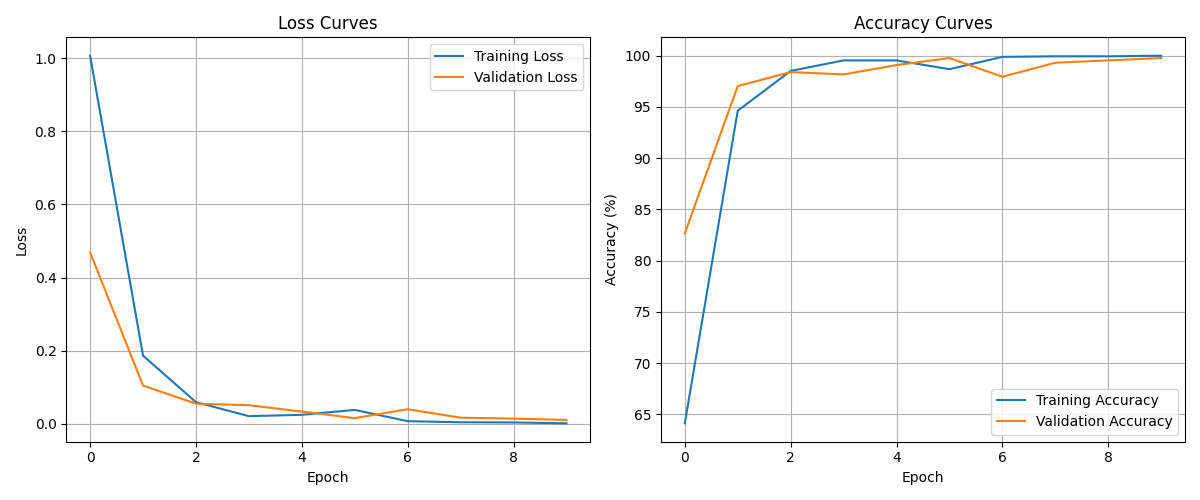 Loss Curves
Training Loss
Validation Loss
1.0
0.8
0.6
0.4
0.2
0.0
Loss
0 2 4 6 8
Epoch
Accuracy Curves
100
95
90
85
80
75
70
65
Accuracy (%)
Training Accuracy
Validation Accuracy
0 2 4 6 8
Epoch